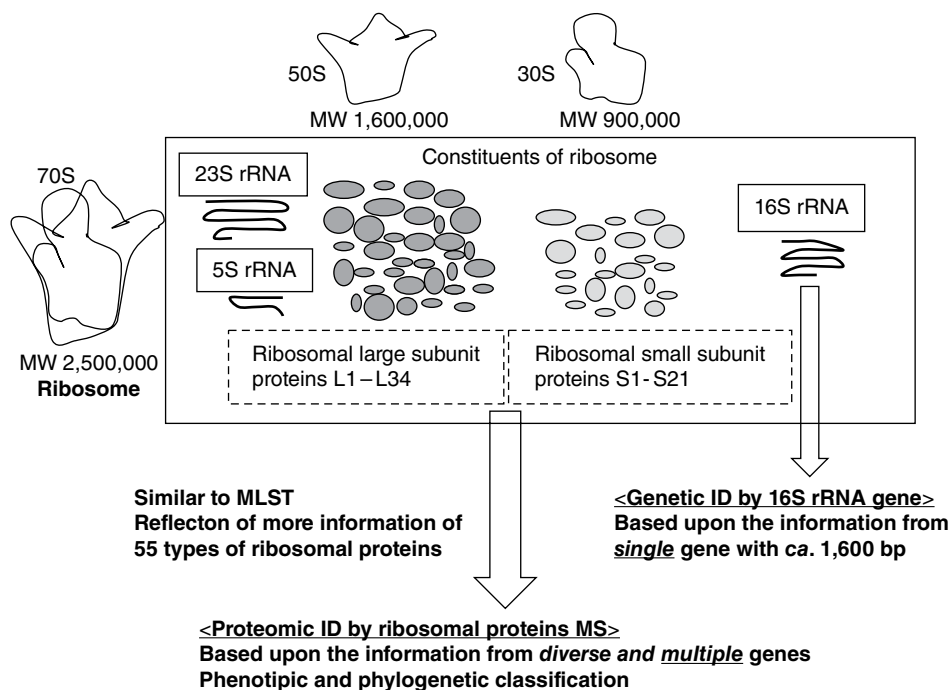 50S
30S
MW 1,600,000
MW 900,000
Constituents of ribosome
70S
23S rRNA
5S rRNA
16S rRNA
MW 2,500,000
Ribosome
Ribosomal large subunit
proteins L1–L34
Ribosomal small subunit
proteins S1-S21
Similar to MLST
Reflecton of more information of
55 types of ribosomal proteins
<Genetic ID by 16S rRNA gene>
Based upon the information from
single gene with ca. 1,600 bp
<Proteomic ID by ribosomal proteins MS>
Based upon the information from diverse and multiple genes
Phenotipic and phylogenetic classification